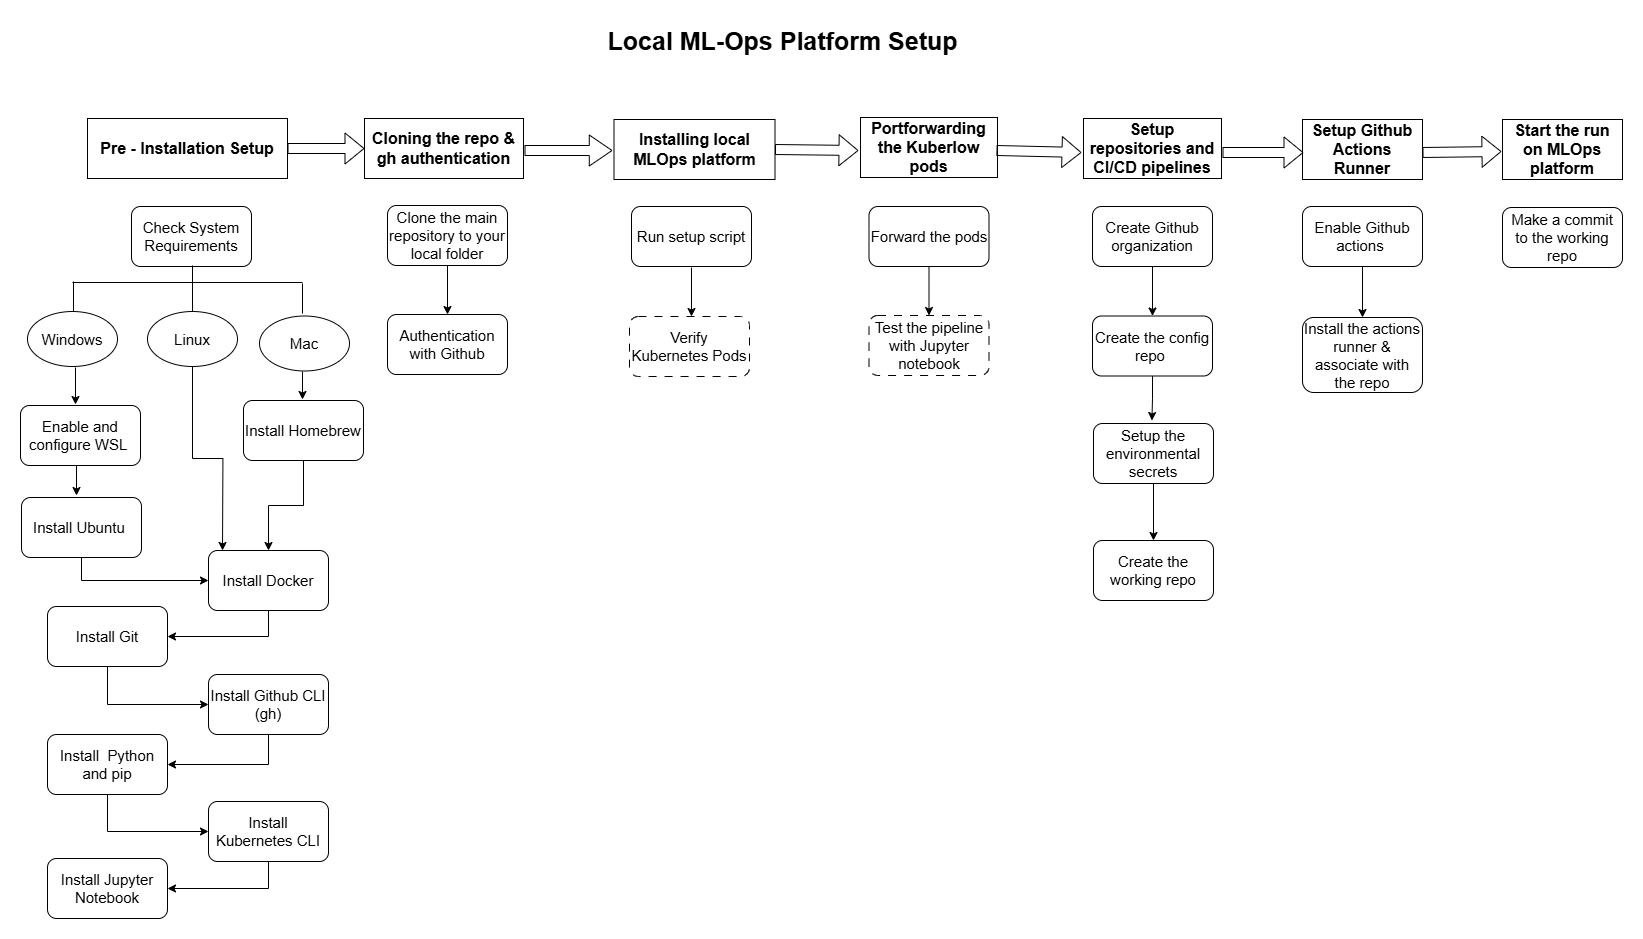 Local ML-Ops Platform Setup
Pre - Installation Setup
Cloning the repo &
gh authentication
Installing local
MLOps platform
Portforwarding
the Kuberlow
pods
Setup
repositories and
CI/CD pipelines
Setup Github
Actions
Runner
Start the run
on MLOps
platform
Check System
Requirements
Windows
Linux
Mac
Enable and
configure WSL
Install Homebrew
Install Ubuntu
Install Docker
Install Git
Install Github CLI
(gh)
Install  Python
and pip
Install
Kubernetes CLI
Install Jupyter
Notebook
Clone the main
repository to your
local folder
Authentication
with Github
Run setup script
Verify
Kubernetes Pods
Forward the pods
Test the pipeline
with Jupyter
notebook
Create Github
organization
Create the config
repo
Setup the
environmental
secrets
Create the
working repo
Enable Github
actions
Install the actions
runner &
associate with
the repo
Make a commit
to the working
repo